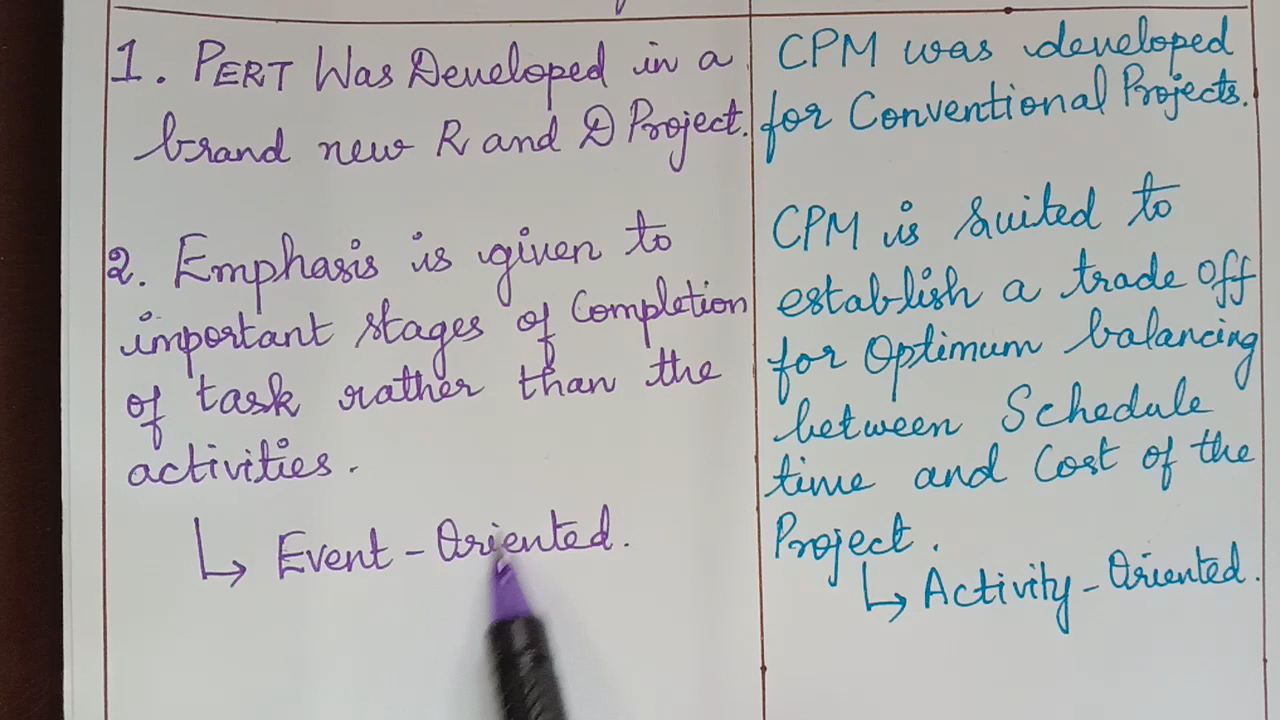 1. PERT Was Developed in a
brand new R and D Project.
2. Emphasis is given to
important stages of Completion
of task rather than the
activities.
↳ Event-Oriented.
CPM was developed
for Conventional Projects.
CPM is suited to
establish a trade off
for Optimum balancing
between Schedule
time and Cost of the
Project.
↳ Activity-Oriented.